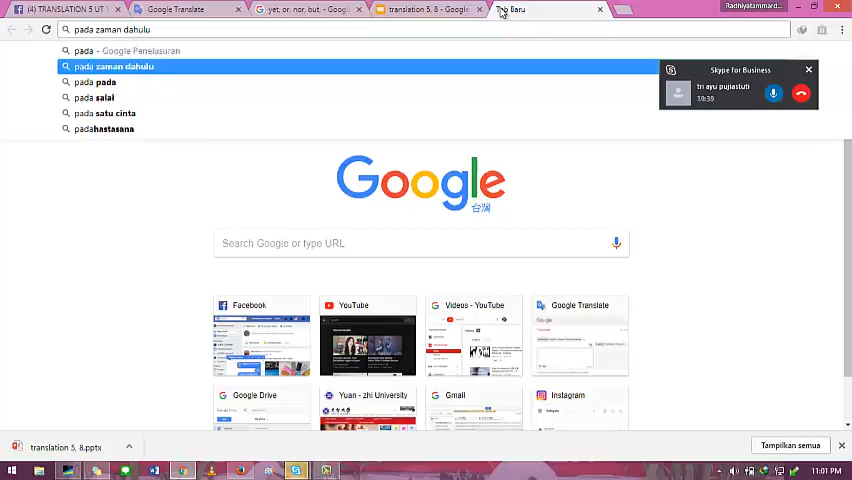 (4) TRANSLATION 5 UT T
Google Translate
yet, or, nor, but. - Goog
translation 5, 8 - Google
Tab Baru
Radhiyatammard...
pada zaman dahulu
pada - Google Penelusuran
pada zaman dahulu
pada pada
pada salai
pada satu cinta
padahastasana
Skype for Business
tri ayu pujiastuti
39:39
Google
台灣
Search Google or type URL
Facebook
YouTube
Videos - YouTube
Google Translate
Google Drive
Yuan - zhi University
Gmail
Instagram
translation 5, 8.pptx
Tampilkan semua
11:01 PM